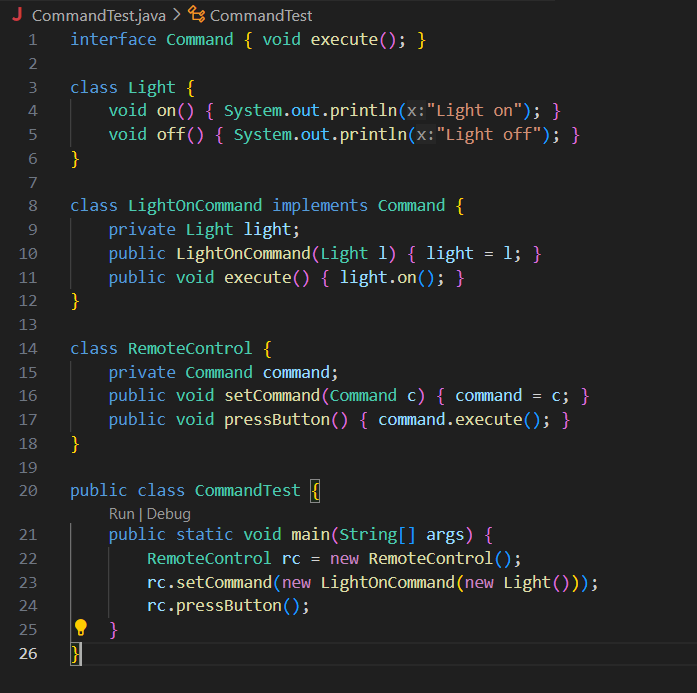 J CommandTest.java > CommandTest
1 interface Command { void execute(); }
2
3 class Light {
4 void on() { System.out.println(x:"Light on"); }
5 void off() { System.out.println(x:"Light off"); }
6 }
7
8 class LightOnCommand implements Command {
9 private Light light;
10 public LightOnCommand(Light l) { light = l; }
11 public void execute() { light.on(); }
12 }
13
14 class RemoteControl {
15 private Command command;
16 public void setCommand(Command c) { command = c; }
17 public void pressButton() { command.execute(); }
18 }
19
20 public class CommandTest {
Run | Debug
21 public static void main(String[] args) {
22 RemoteControl rc = new RemoteControl();
23 rc.setCommand(new LightOnCommand(new Light()));
24 rc.pressButton();
25 }
26 }